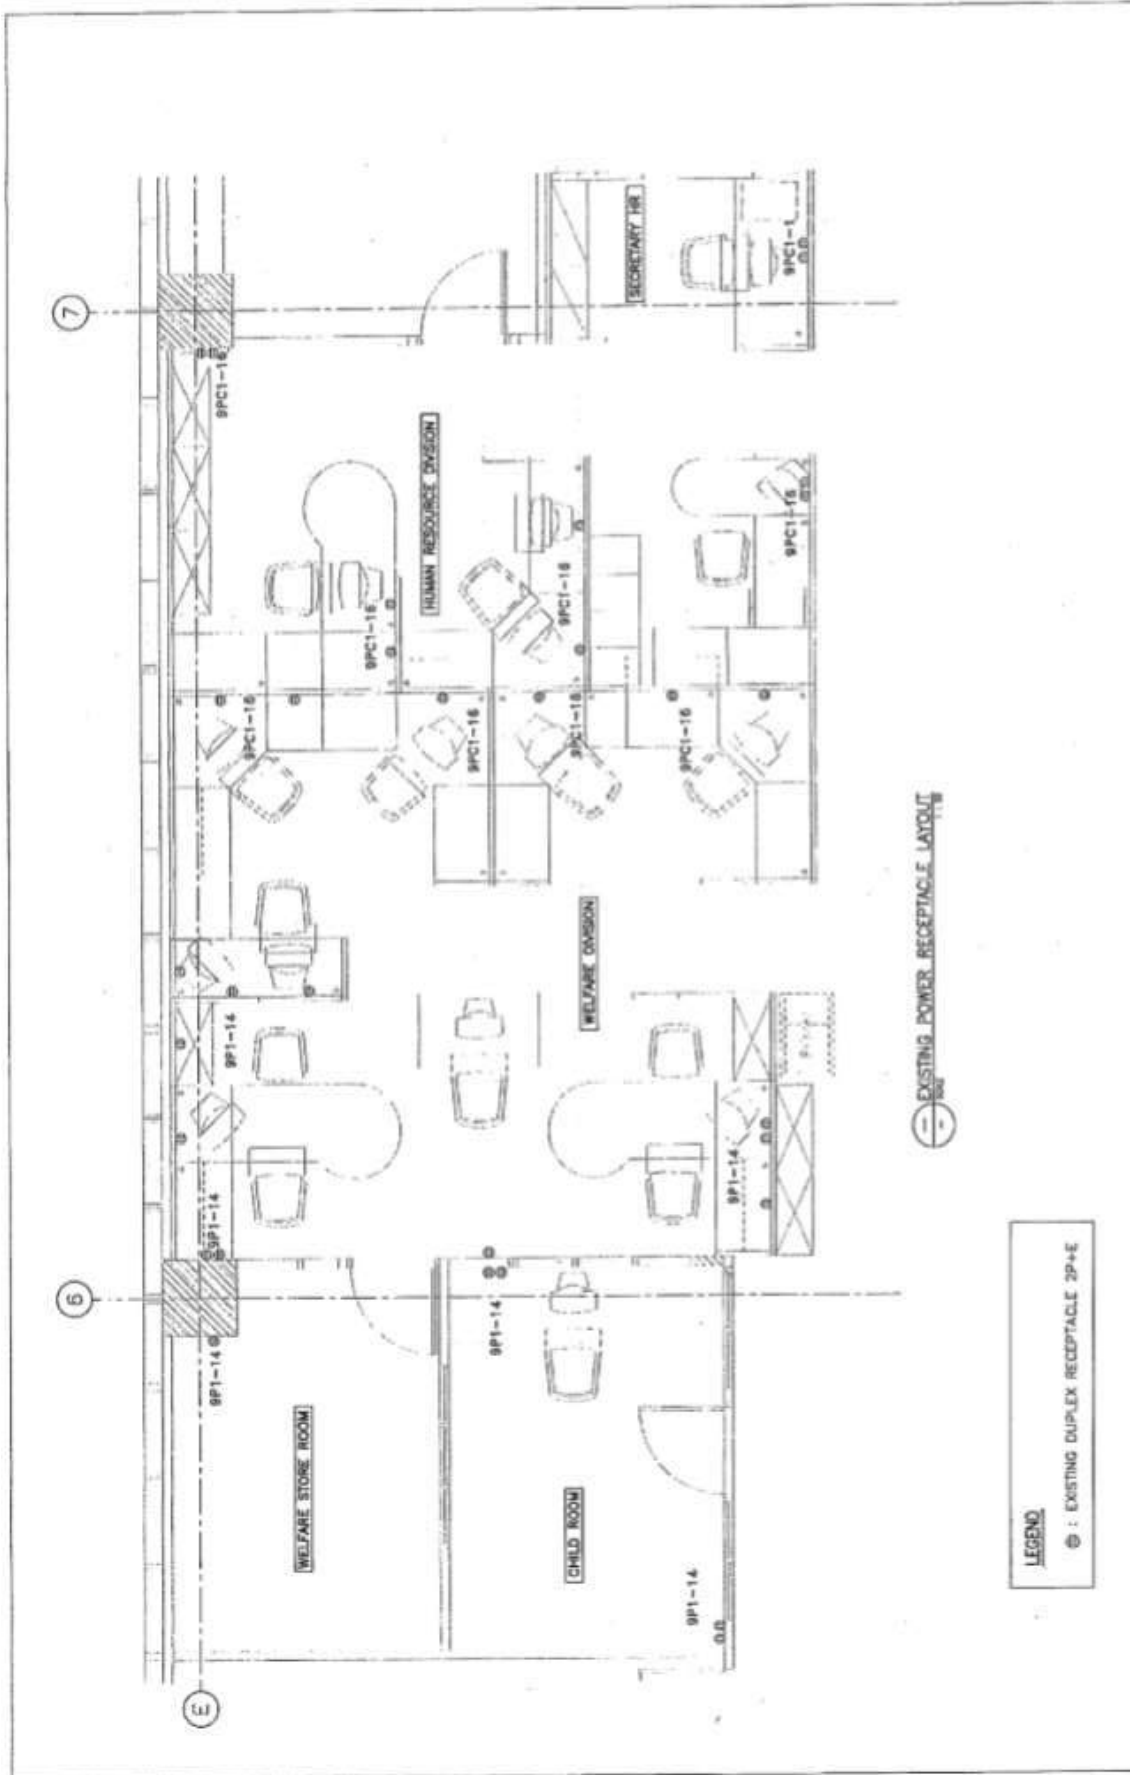 7
6
E
SECRETARY HR
9PC1-1
9PC1-16
HUMAN RESOURCE DIVISION
9PC1-16
9PC1-16
9PC1-16
9PC1-16
9PC1-16
9PC1-16
9PC1-16
WELFARE DIVISION
9P1-14
9P1-14
9P1-14
9P1-14
9P1-14
WELFARE STORE ROOM
CHILD ROOM
9P1-14
EXISTING POWER RECEPTACLE LAYOUT
LEGEND
: EXISTING DUPLEX RECEPTACLE 2P+E